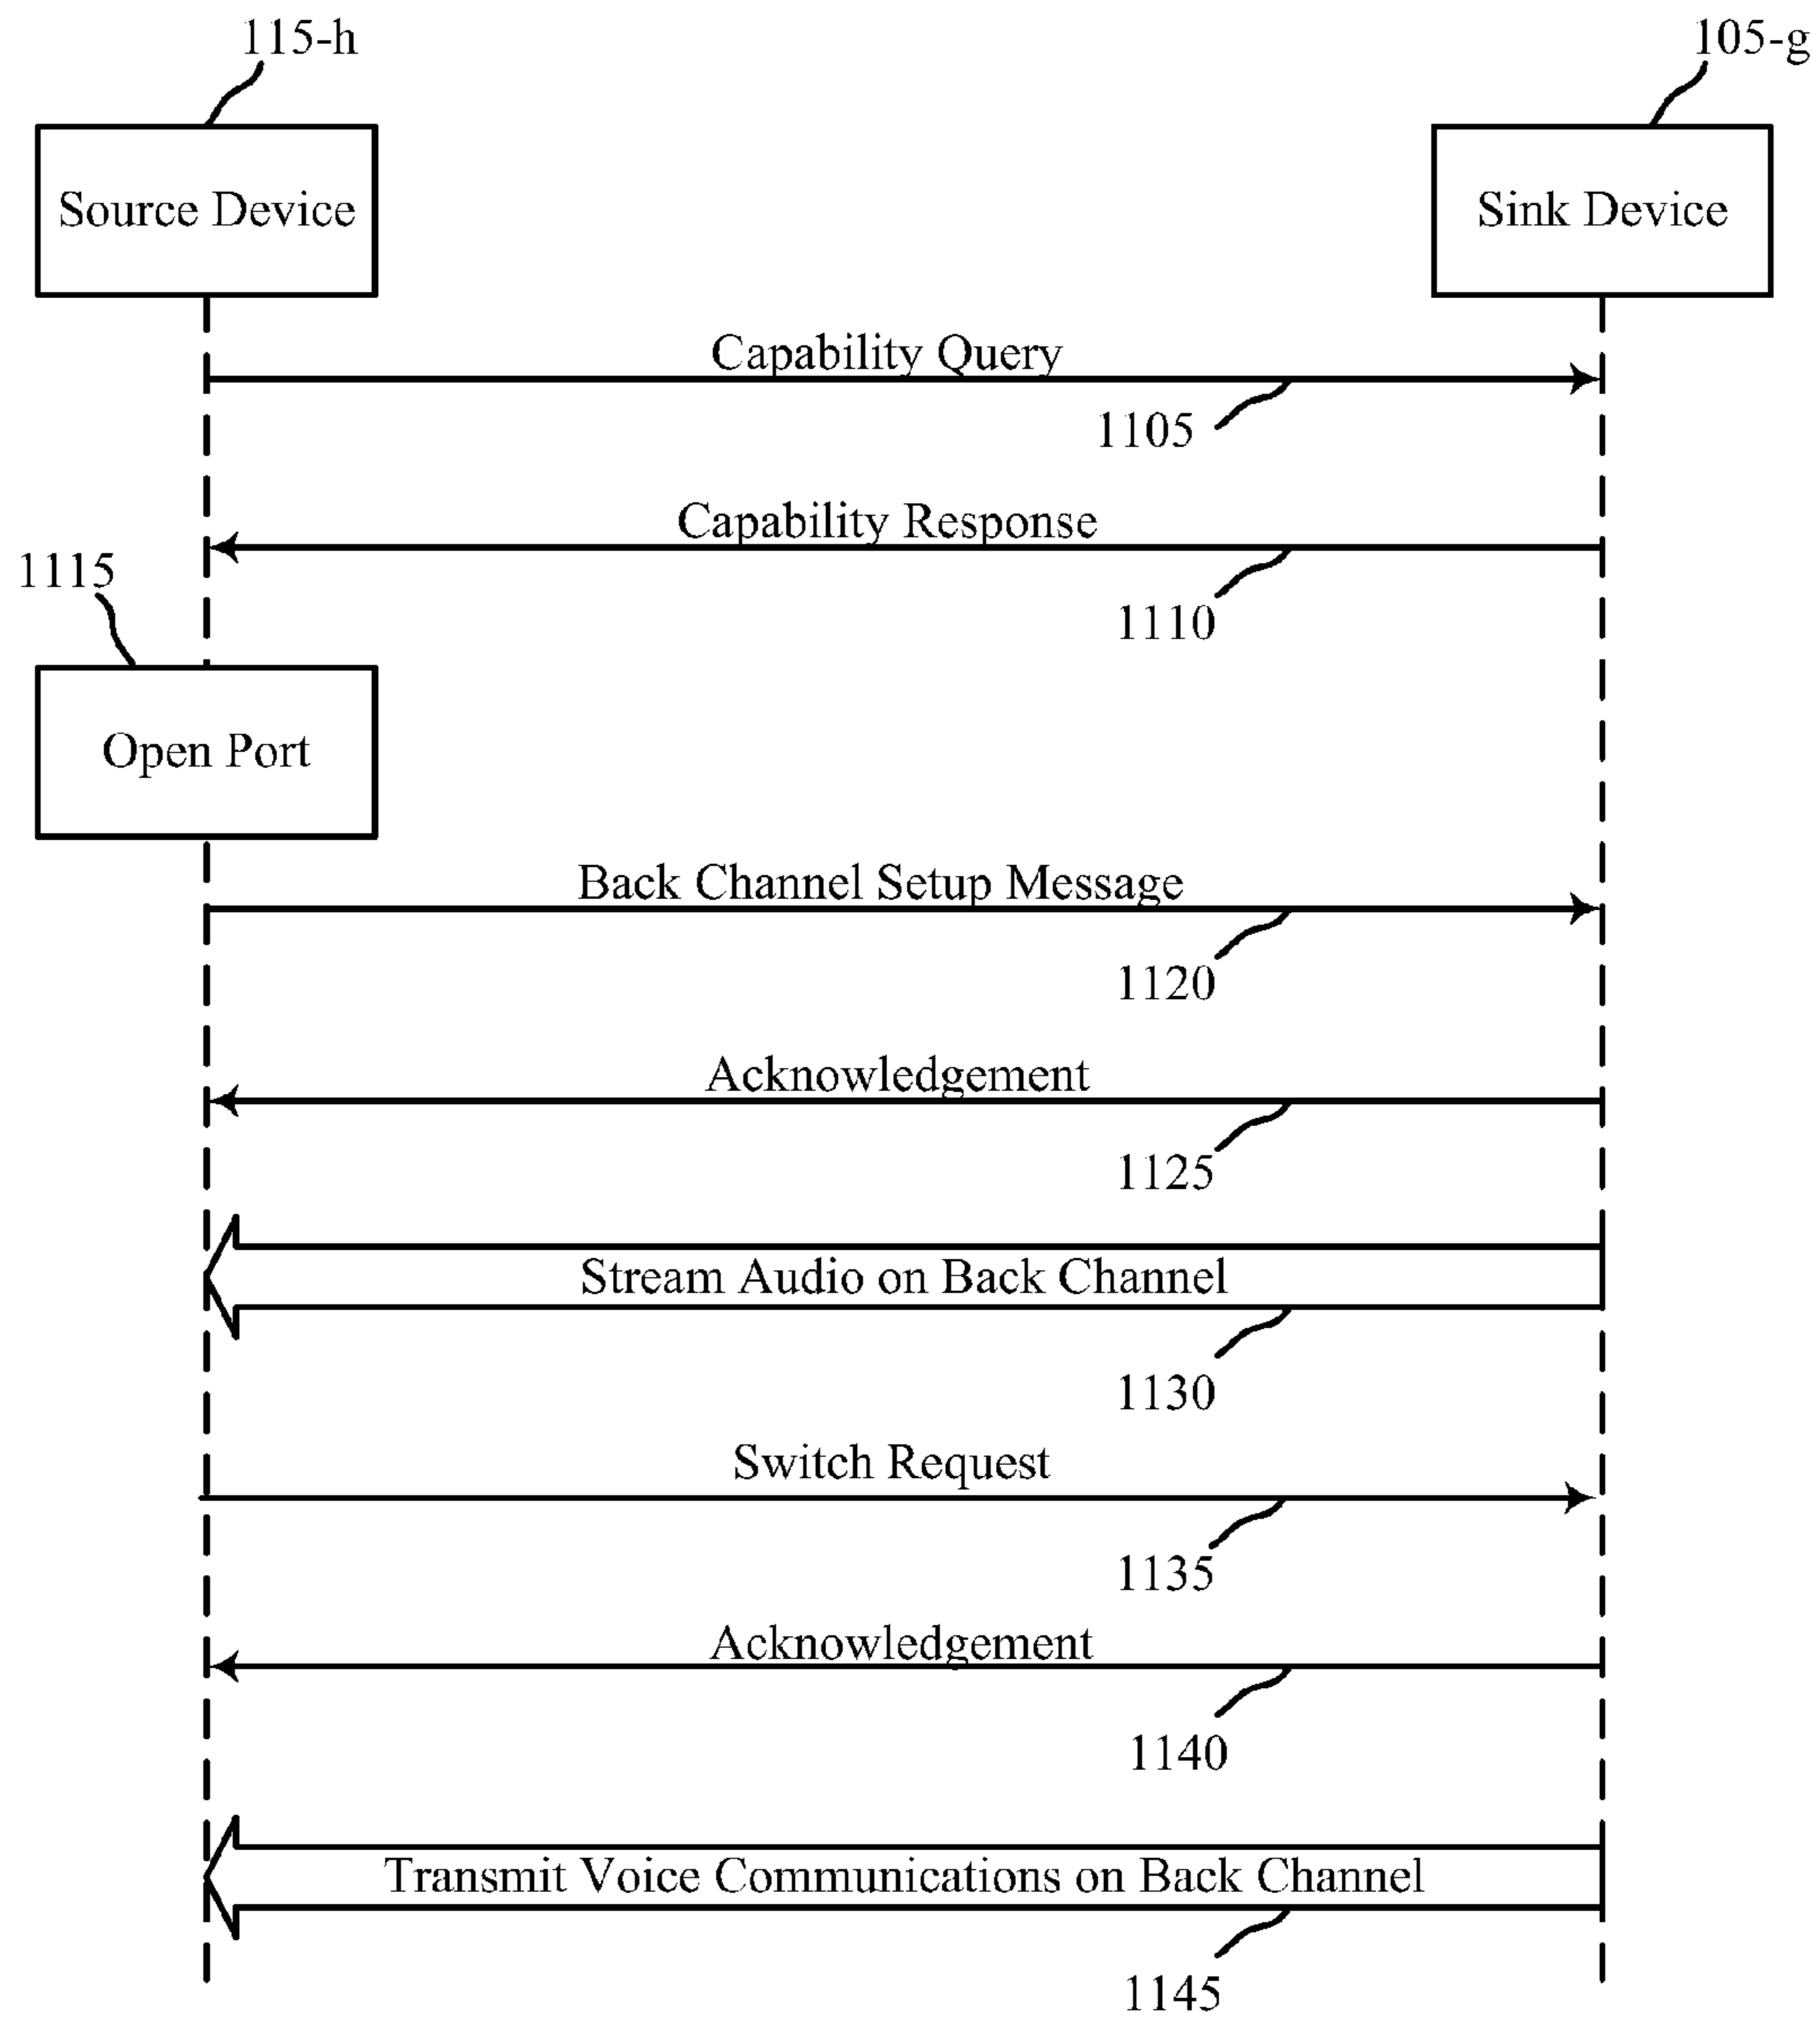 115-h
105-g
Source Device
Sink Device
Capability Query
1105
Capability Response
1110
1115
Open Port
Back Channel Setup Message
1120
Acknowledgement
1125
Stream Audio on Back Channel
1130
Switch Request
1135
Acknowledgement
1140
Transmit Voice Communications on Back Channel
1145